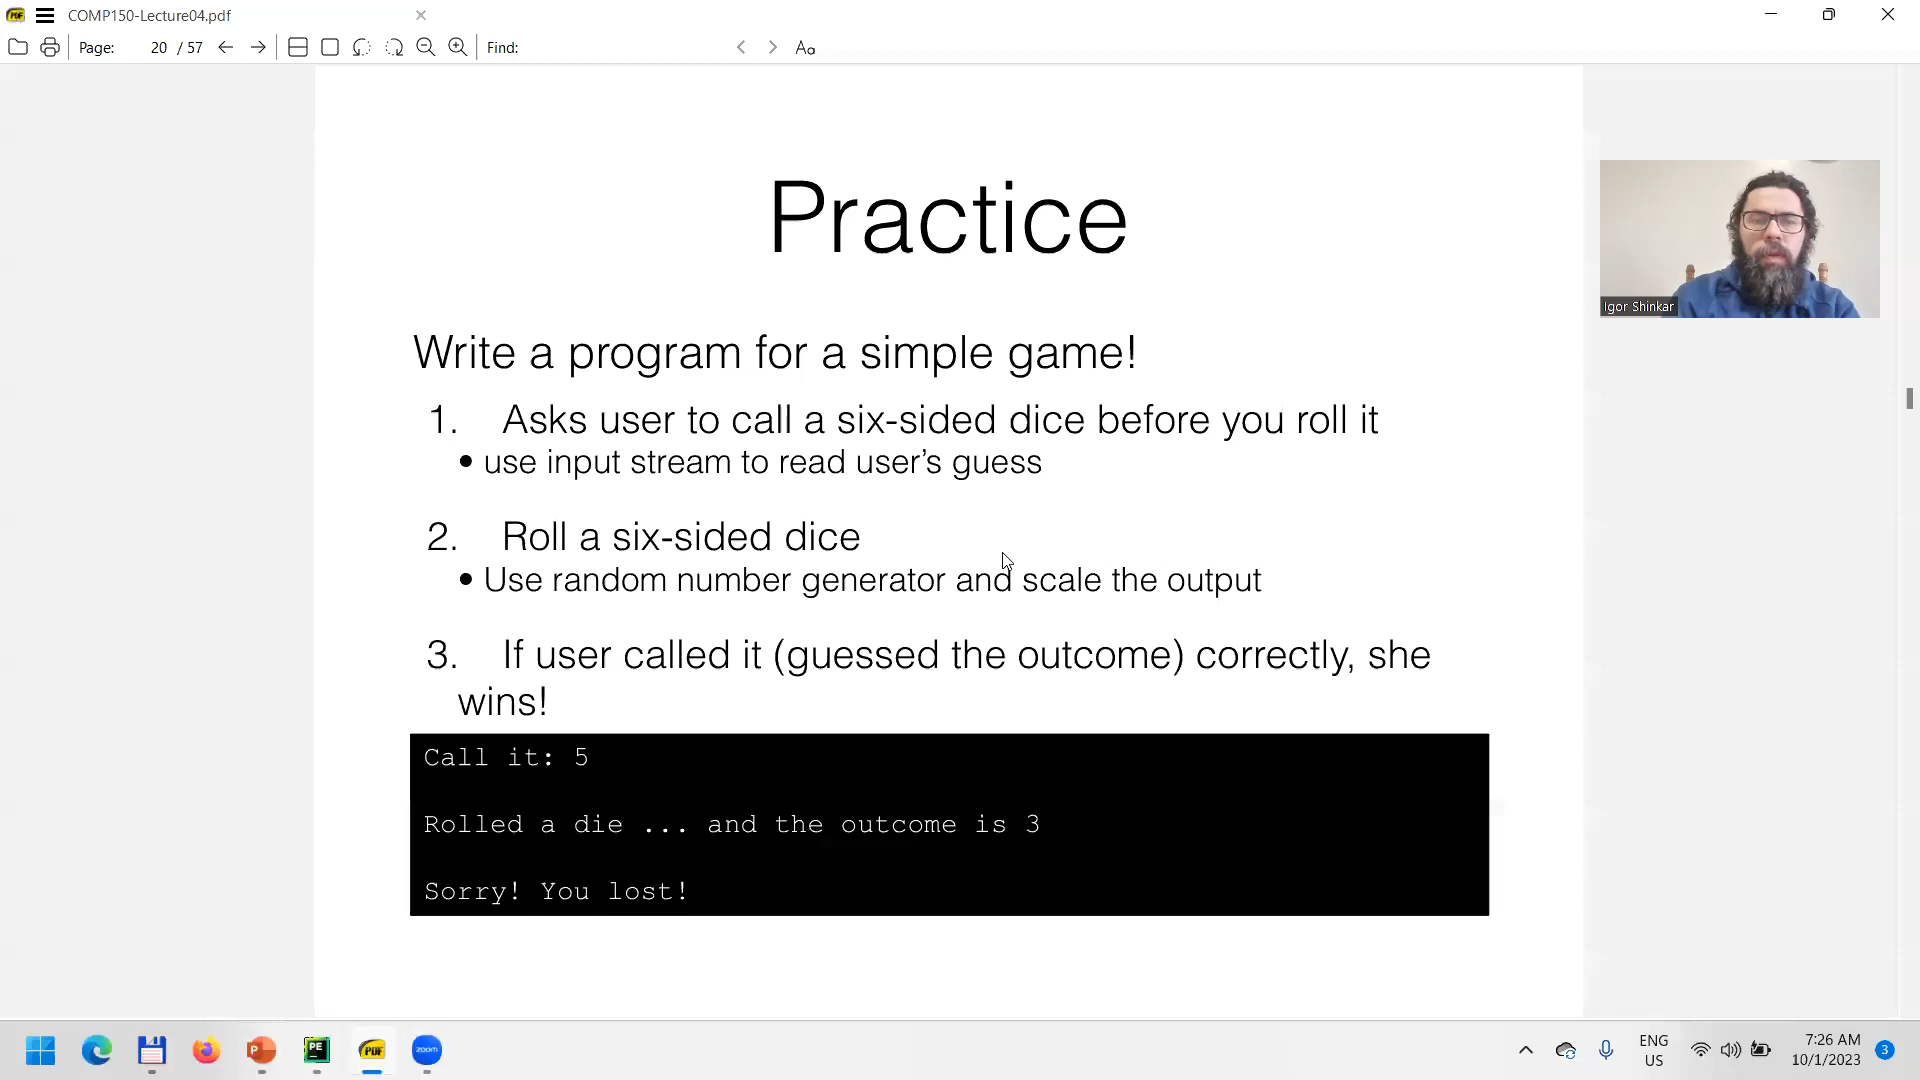 COMP150-Lecture04.pdf
Page: 20 / 57 Find: Aa
Practice
Igor Shinkar
Write a program for a simple game!
1. Asks user to call a six-sided dice before you roll it
• use input stream to read user’s guess
2. Roll a six-sided dice
• Use random number generator and scale the output
3. If user called it (guessed the outcome) correctly, she
wins!
Call it: 5
Rolled a die ... and the outcome is 3
Sorry! You lost!
PE
PDF
zoom
ENG
US
7:26 AM
10/1/2023
3